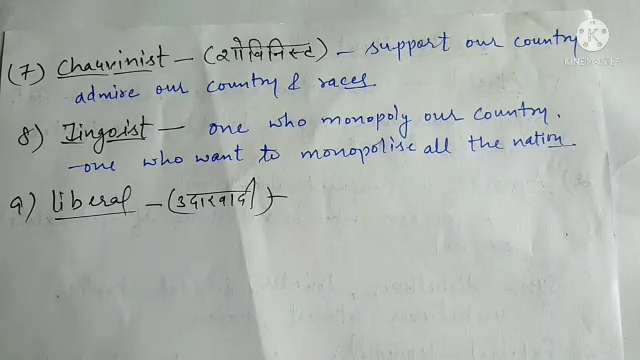 (7) Chauvinist - (शोविनिस्ट) - support our country
admire our country & races
8) Jingoist - one who monopoly our country.
- one who want to monopolise all the nation
9) liberal - (उदारवादी) -
K
KINEMASTER